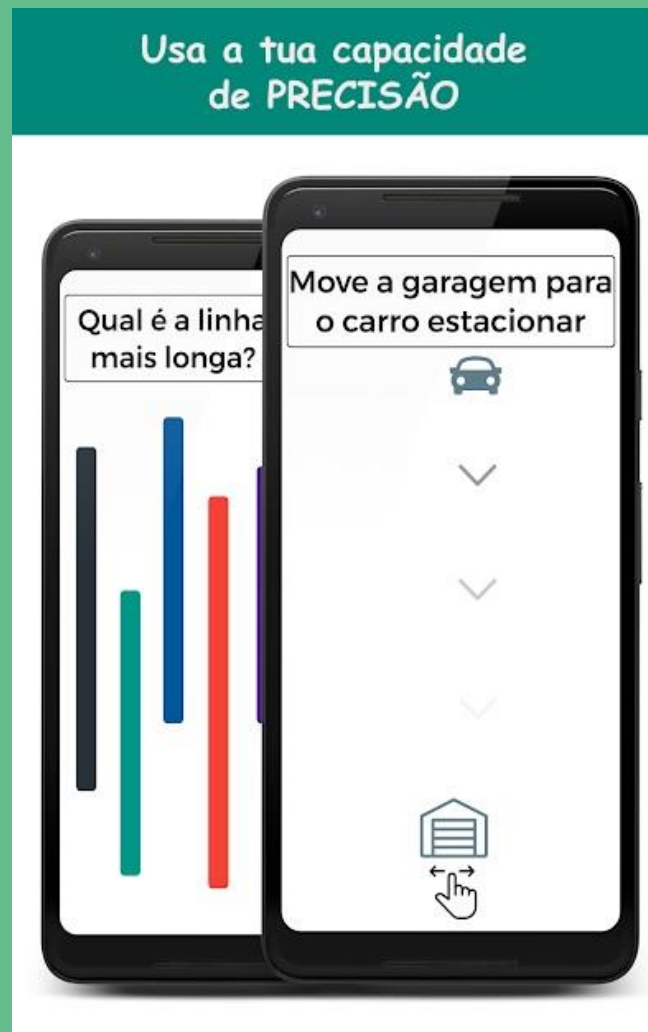 Usa a tua capacidade
de PRECISÃO
Qual é a linha
mais longa?
Move a garagem para
o carro estacionar